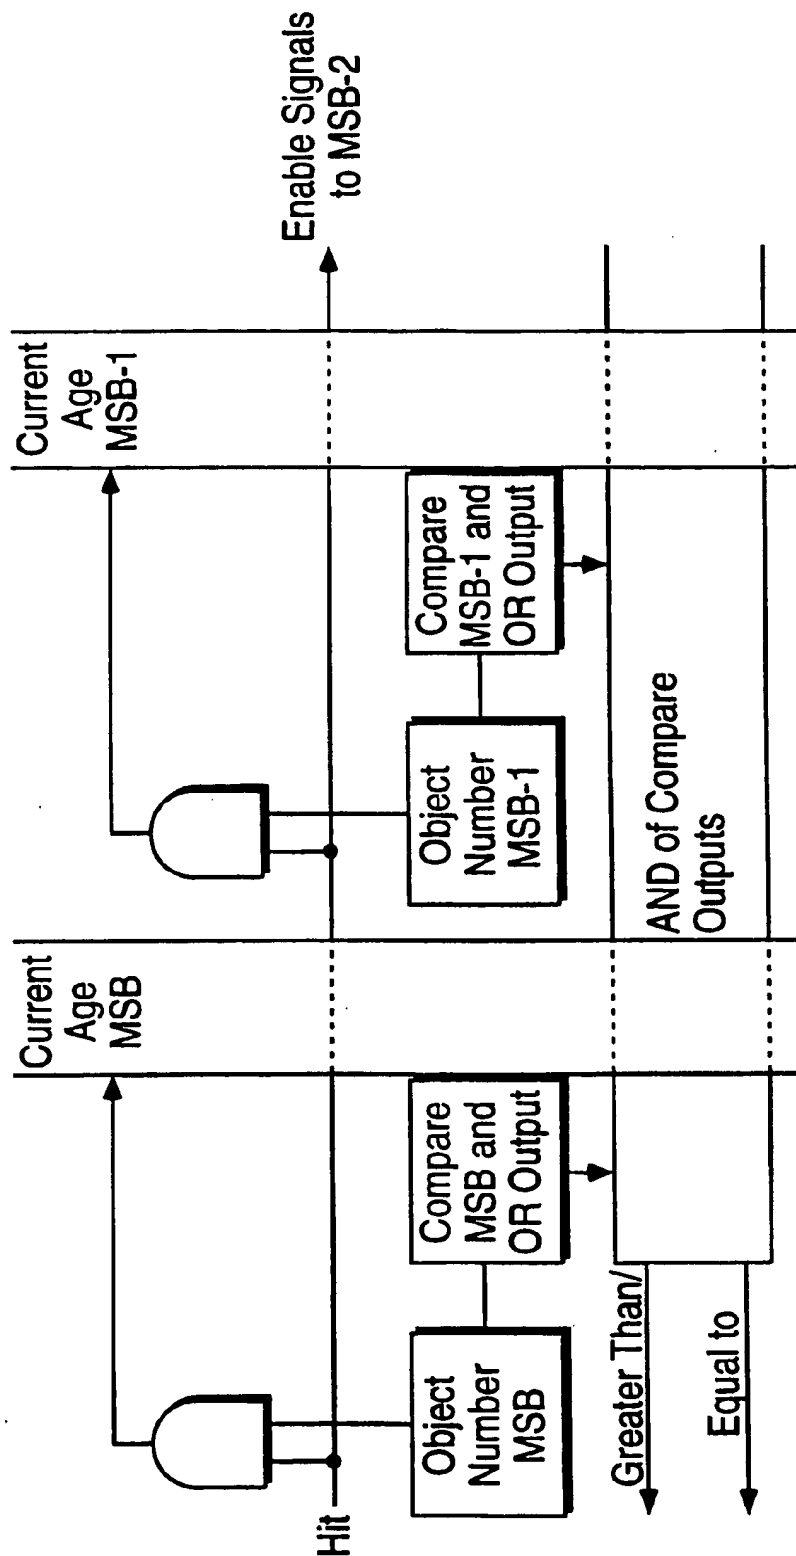 Current
Age
MSB
Current
Age
MSB-1
Hit
Enable Signals
to MSB-2
Object
Number
MSB
Compare
MSB and
OR Output
Object
Number
MSB-1
Compare
MSB-1 and
OR Output
Greater Than/
Equal to
AND of Compare
Outputs